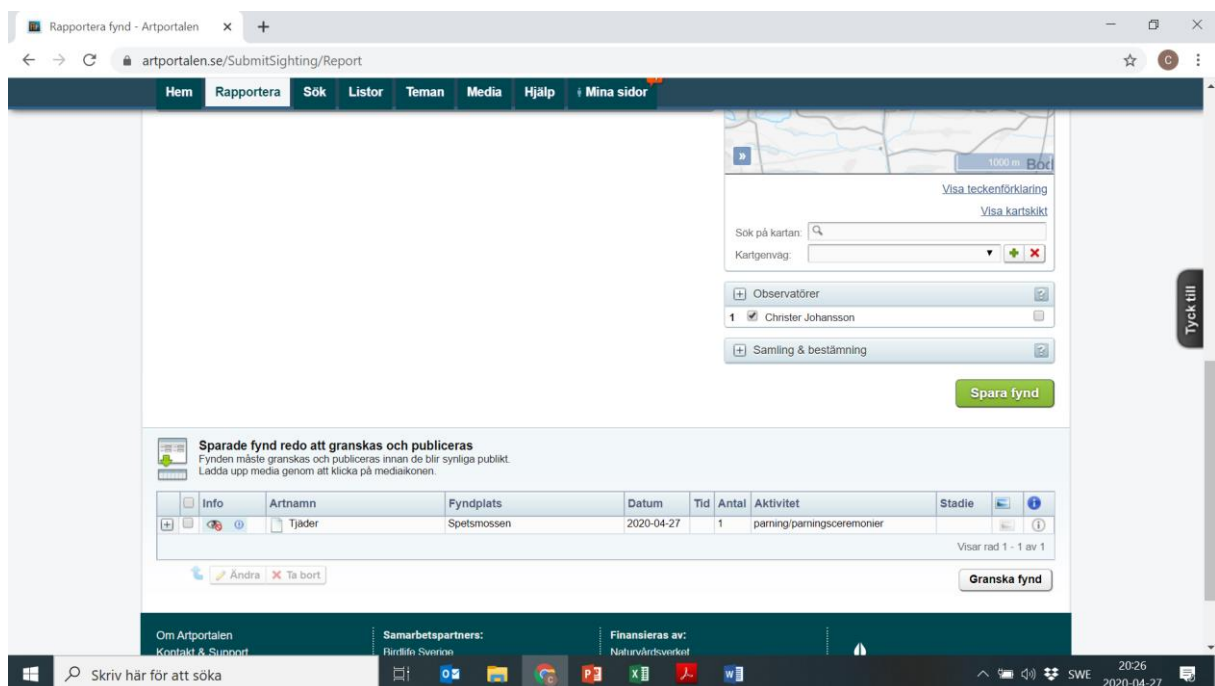 Rapportera fynd - Artportalen
artportalen.se/SubmitSighting/Report
C
Hem Rapportera Sök Listor Teman Media Hjälp Mina sidor
1000 m
Visa teckenförklaring
Visa kartskikt
Sök på kartan:
Kartgenväg:
Observatörer
1 Christer Johansson
Samling & bestämning
Spara fynd
Tyck till
Sparade fynd redo att granskas och publiceras
Fynden måste granskas och publiceras innan de blir synliga publikt.
Ladda upp media genom att klicka på mediaikonen.
Info Artnamn Fyndplats Datum Tid Antal Aktivitet Stadie
Tjäder Spetsmossen 2020-04-27 1 parning/parningsceremonier
Visar rad 1 - 1 av 1
Ändra Ta bort
Granska fynd
Om Artportalen Samarbetspartners: Finansieras av:
Kontakt & Support Birdlife Sverige Naturvårdsverket
Skriv här för att söka
SWE 20:26
2020-04-27